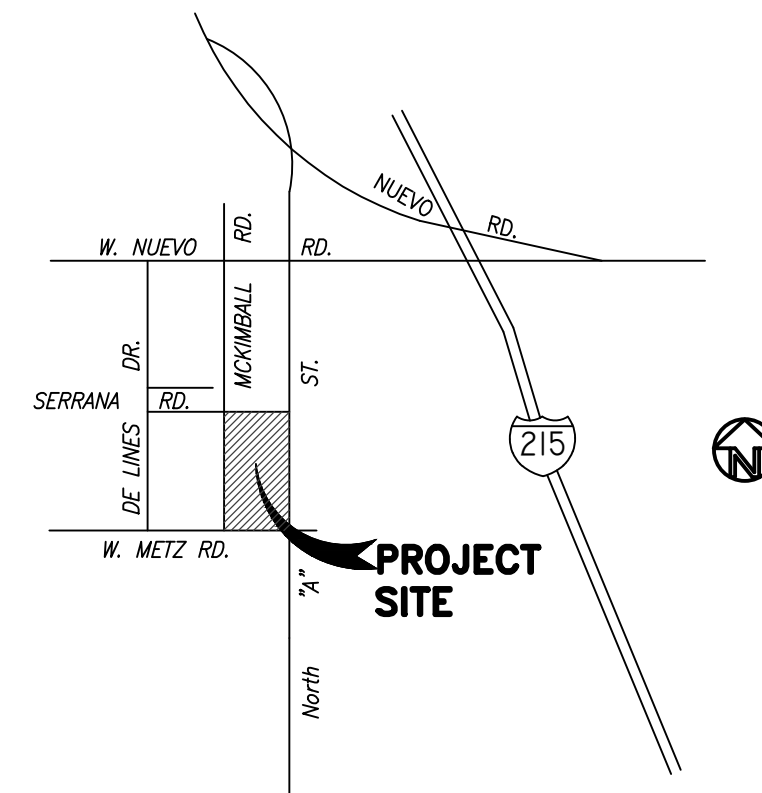 NUEVO RD.
W. NUEVO RD.
MCKIMBALL RD.
DE LINES DR.
SERRANA RD.
215
N
W. METZ RD.
PROJECT
SITE
North "A" ST.